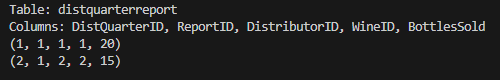 Table: distquarterreport
Columns: DistQuarterID, ReportID, DistributorID, WineID, BottlesSold
(1, 1, 1, 1, 20)
(2, 1, 2, 2, 15)